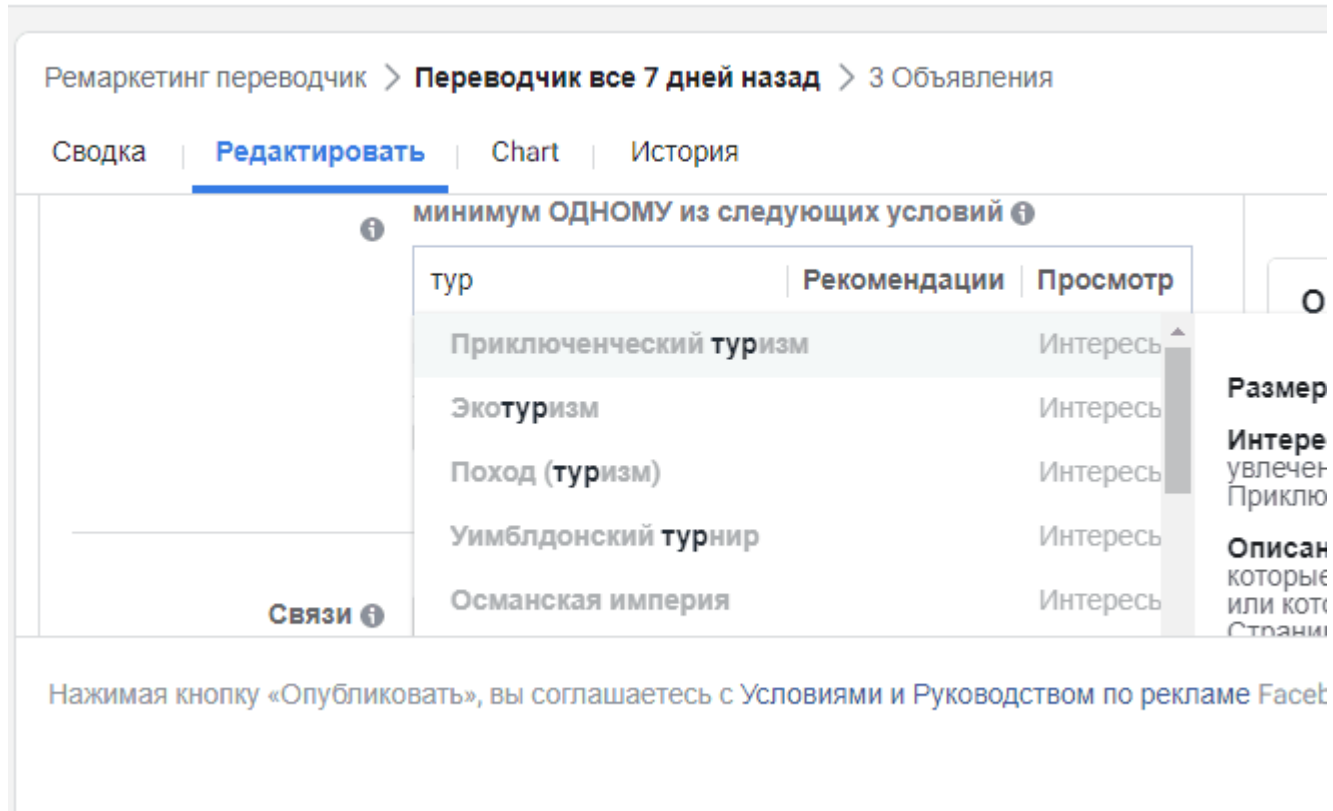 Ремаркетинг переводчик > Переводчик все 7 дней назад > 3 Объявления
Сводка | Редактировать | Chart | История
минимум ОДНОМУ из следующих условий
тур | Рекомендации | Просмотр
Приключенческий туризм Интересы
Экотуризм Интересы
Поход (туризм) Интересы
Уимблдонский турнир Интересы
Османская империя Интересы
Размер
Интере
увлечен
Приклю
Описан
которые
или кото
Страни
Связи
Нажимая кнопку «Опубликовать», вы соглашаетесь с Условиями и Руководством по рекламе Faceb